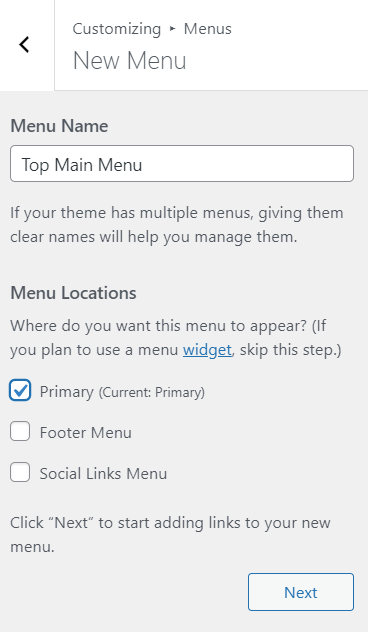 Customizing ▸ Menus
New Menu
Menu Name
Top Main Menu
If your theme has multiple menus, giving them
clear names will help you manage them.
Menu Locations
Where do you want this menu to appear? (If
you plan to use a menu widget, skip this step.)
Primary (Current: Primary)
Footer Menu
Social Links Menu
Click “Next” to start adding links to your new
menu.
Next